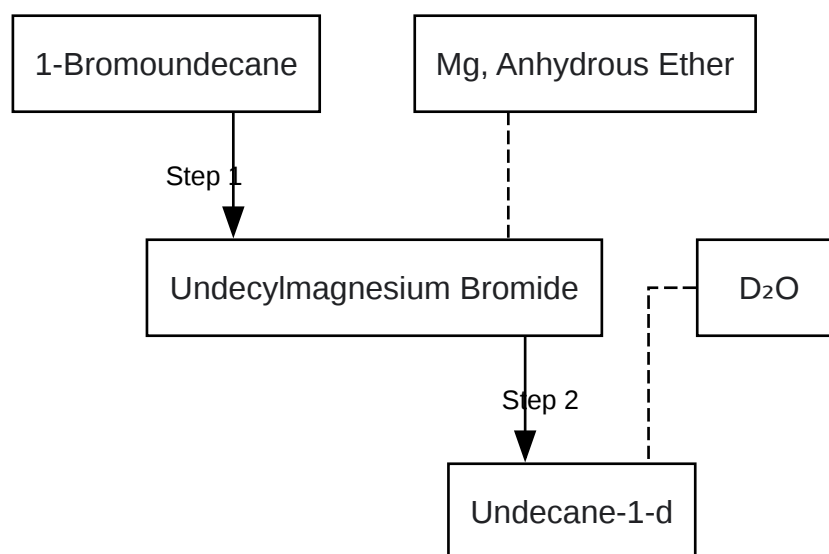 1-Bromoundecane
Mg, Anhydrous Ether
Step 1
Undecylmagnesium Bromide
D₂O
Step 2
Undecane-1-d